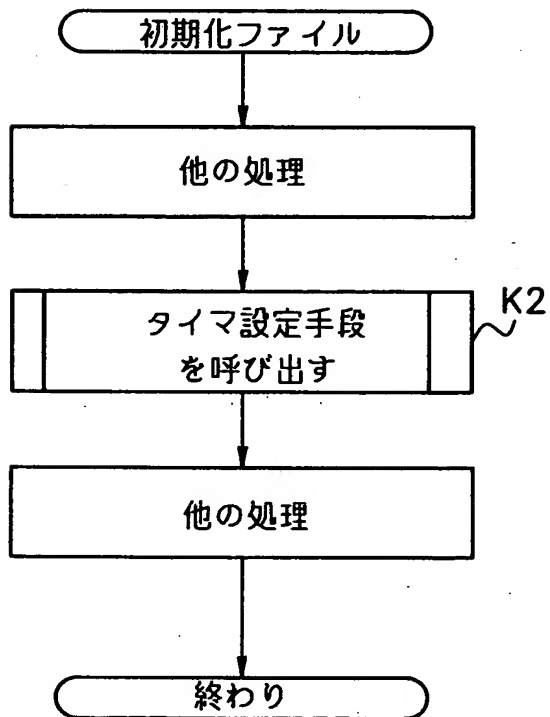 初期化ファイル
他の処理
タイマ設定手段
を呼び出す
K2
他の処理
終わり